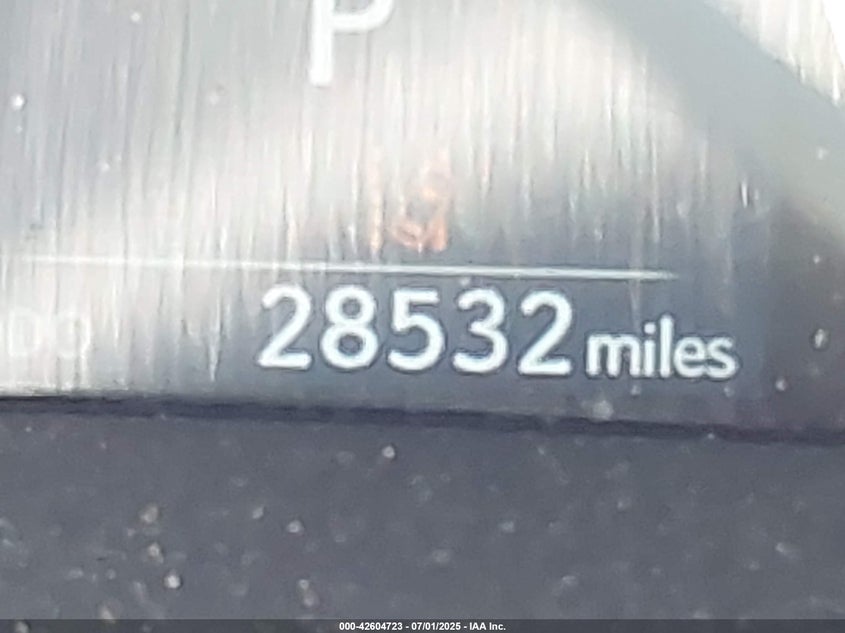 P
28532 miles
000-42604723 - 07/01/2025 - IAA Inc.